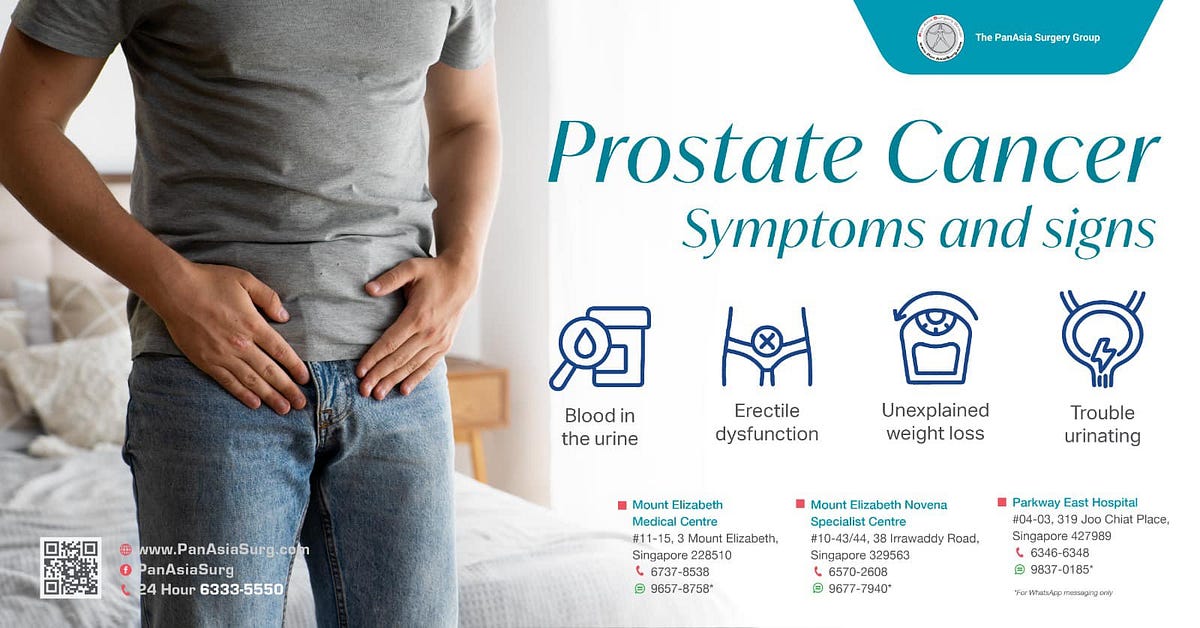 The PanAsia Surgery Group
Prostate Cancer
Symptoms and signs
Blood in
the urine
Erectile
dysfunction
Unexplained
weight loss
Trouble
urinating
Mount Elizabeth
Medical Centre
#11-15, 3 Mount Elizabeth,
Singapore 228510
6737-8538
9657-8758*
Mount Elizabeth Novena
Specialist Centre
#10-43/44, 38 Irrawaddy Road,
Singapore 329563
6570-2608
9677-7940*
Parkway East Hospital
#04-03, 319 Joo Chiat Place,
Singapore 427989
6346-6348
9837-0185*
*For WhatsApp messaging only
www.PanAsiaSurg.com
PanAsiaSurg
24 Hour 6333-5550